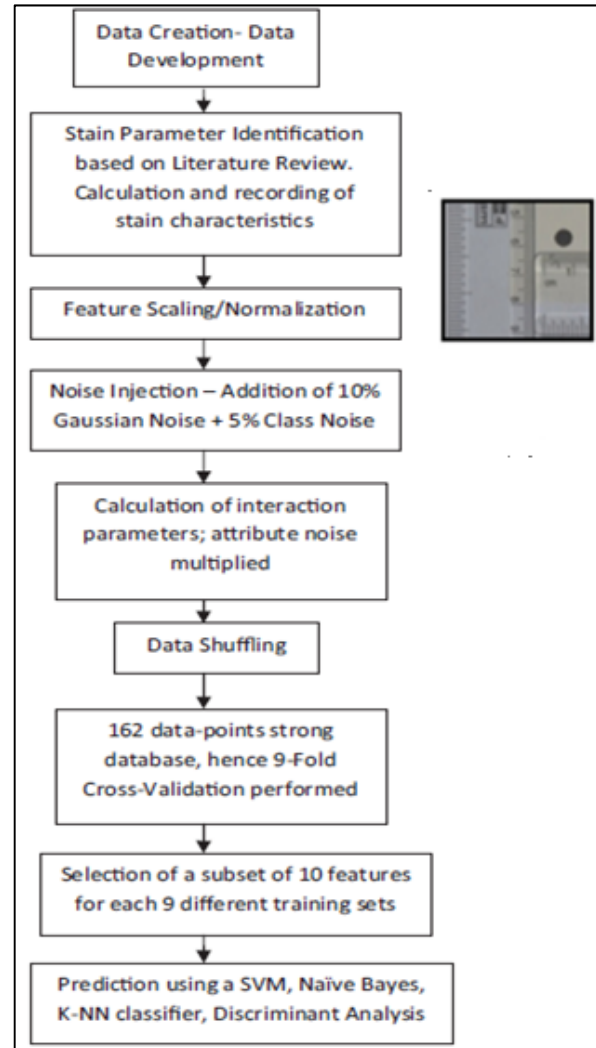 Data Creation- Data
Development
Stain Parameter Identification
based on Literature Review.
Calculation and recording of
stain characteristics
Feature Scaling/Normalization
Noise Injection – Addition of 10%
Gaussian Noise + 5% Class Noise
Calculation of interaction
parameters; attribute noise
multiplied
Data Shuffling
162 data-points strong
database, hence 9-Fold
Cross-Validation performed
Selection of a subset of 10 features
for each 9 different training sets
Prediction using a SVM, Naïve Bayes,
K-NN classifier, Discriminant Analysis